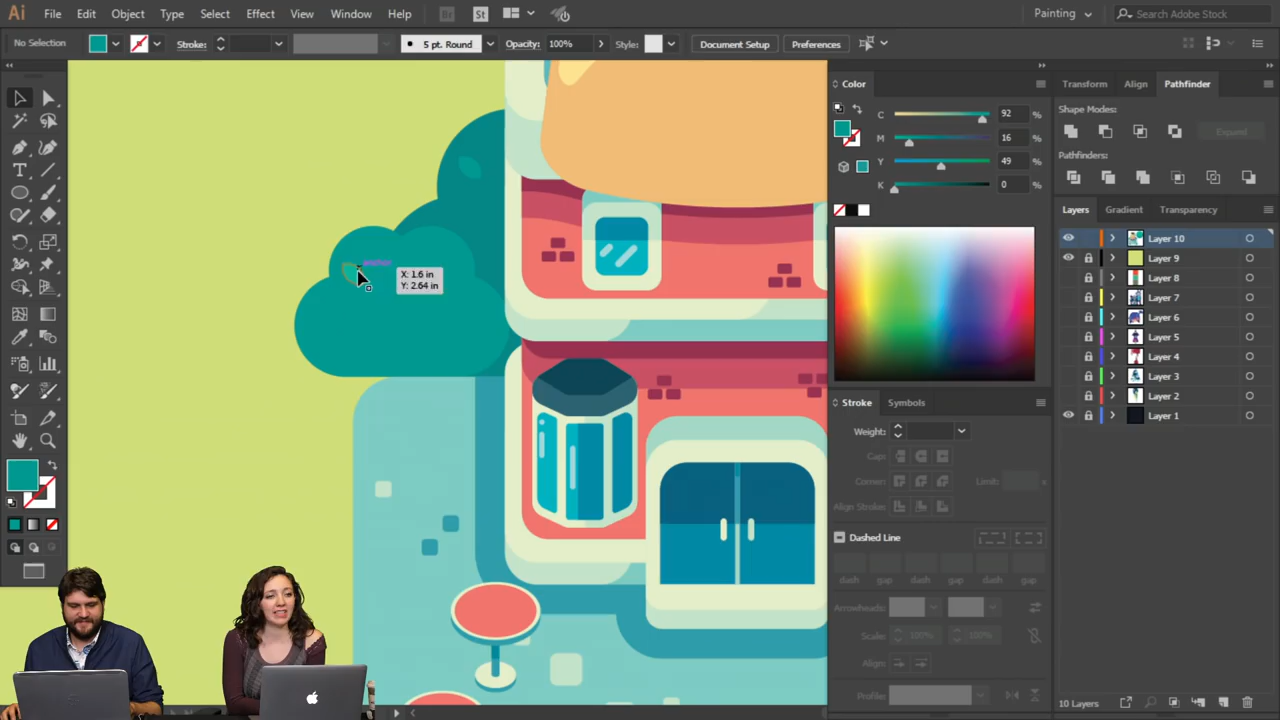 Ai File Edit Object Type Select Effect View Window Help Br St Painting Search Adobe Stock
No Selection Stroke: 5 pt. Round Opacity: 100% Style: Document Setup Preferences
Color
C 92 %
M 16 %
Y 49 %
K 0 %
Stroke Symbols
Weight:
Cap:
Corner: Limit: x
Align Stroke:
Dashed Line
dash gap dash gap dash gap
Arrowheads:
Scale: 100% 100%
Align:
Profile:
Transform Align Pathfinder
Shape Modes:
Expand
Pathfinders:
Layers Gradient Transparency
Layer 10
Layer 9
Layer 8
Layer 7
Layer 6
Layer 5
Layer 4
Layer 3
Layer 2
Layer 1
10 Layers
anchor
X: 1.6 in
Y: 2.64 in